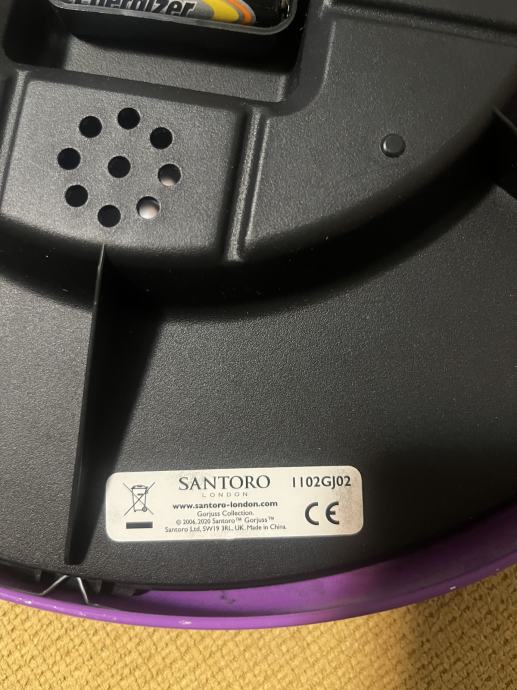 Energizer
SANTORO
LONDON
1102GJ02
www.santoro-london.com
Gorjuss Collection.
© 2006, 2020 Santoro™ Gorjuss™
Santoro Ltd, SW19 3RL, UK. Made in China.
CE